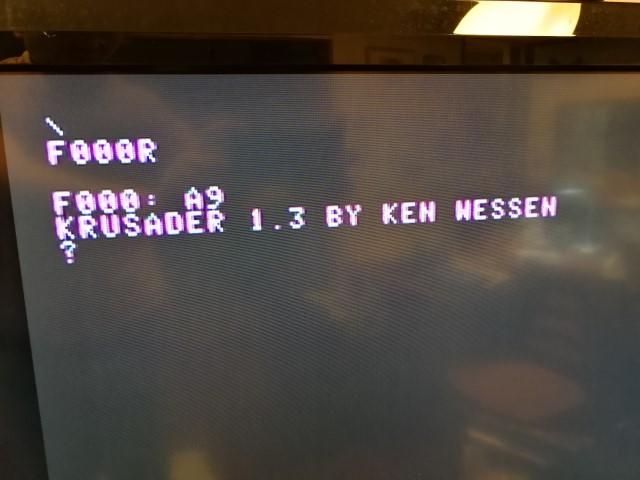 \
F000R
F000: A9
KRUSADER 1.3 BY KEN WESSEN
?